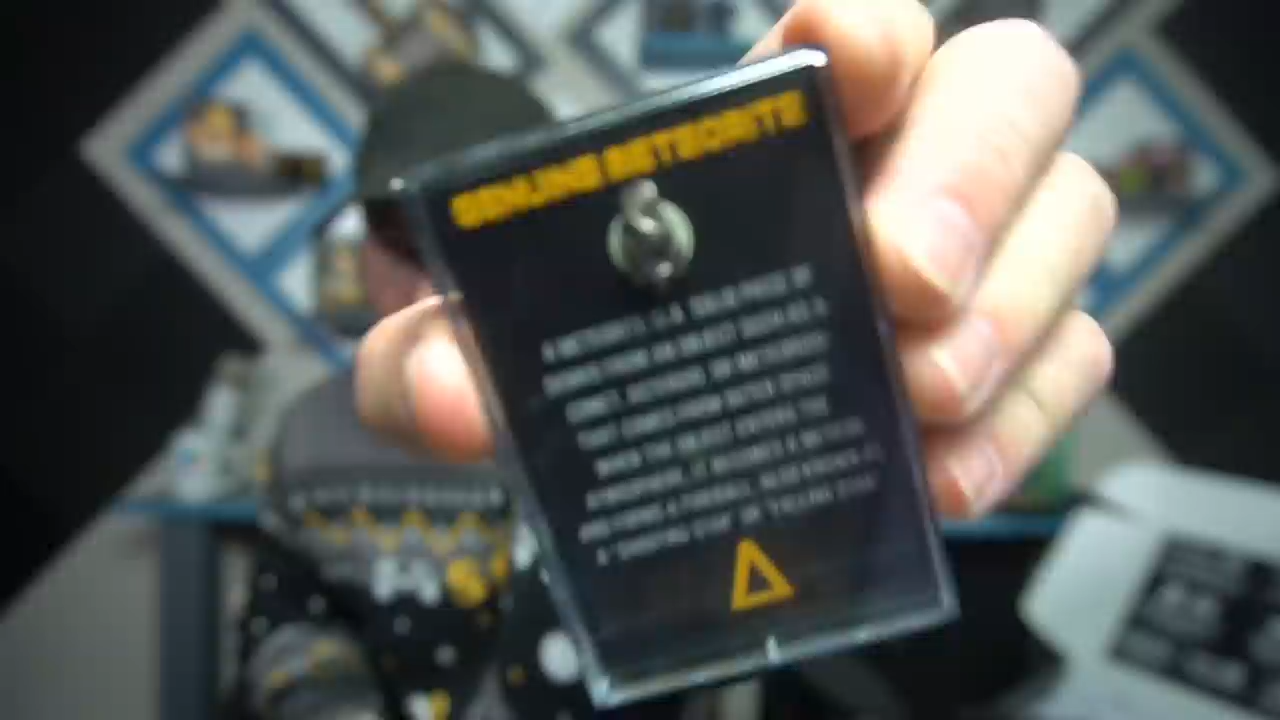 GENUINE METEORITE
A METEORITE IS A SOLID PIECE OF
DEBRIS FROM AN OBJECT SUCH AS A
COMET, ASTEROID, OR METEOROID
THAT COMES FROM OUTER SPACE
WHEN THE OBJECT ENTERS THE
ATMOSPHERE, IT BECOMES A METEOR
AND FORMS A FIREBALL, ALSO KNOWN AS
A SHOOTING STAR OR FALLING STAR